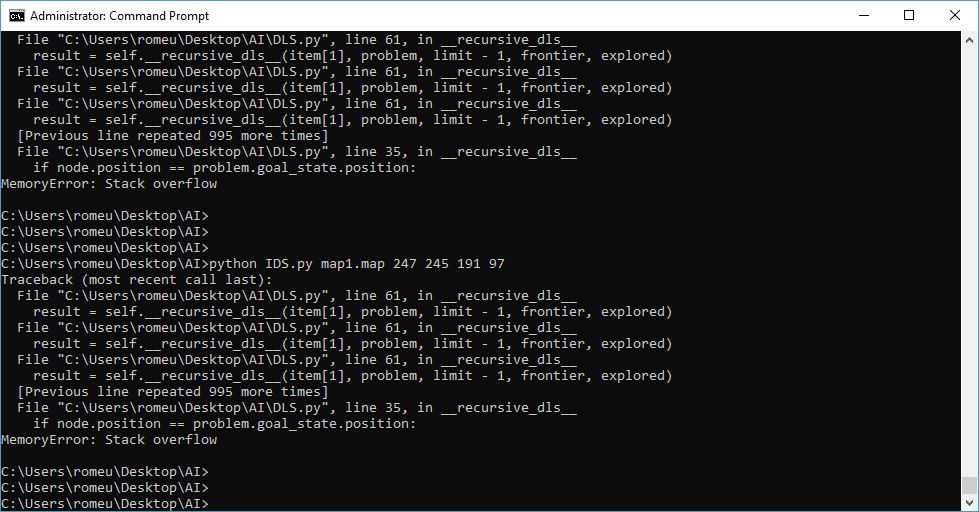 Administrator: Command Prompt
  File "C:\Users\romeu\Desktop\AI\DLS.py", line 61, in __recursive_dls__
    result = self.__recursive_dls__(item[1], problem, limit - 1, frontier, explored)
  File "C:\Users\romeu\Desktop\AI\DLS.py", line 61, in __recursive_dls__
    result = self.__recursive_dls__(item[1], problem, limit - 1, frontier, explored)
  File "C:\Users\romeu\Desktop\AI\DLS.py", line 61, in __recursive_dls__
    result = self.__recursive_dls__(item[1], problem, limit - 1, frontier, explored)
  [Previous line repeated 995 more times]
  File "C:\Users\romeu\Desktop\AI\DLS.py", line 35, in __recursive_dls__
    if node.position == problem.goal_state.position:
MemoryError: Stack overflow
C:\Users\romeu\Desktop\AI>
C:\Users\romeu\Desktop\AI>
C:\Users\romeu\Desktop\AI>
C:\Users\romeu\Desktop\AI>python IDS.py map1.map 247 245 191 97
Traceback (most recent call last):
  File "C:\Users\romeu\Desktop\AI\DLS.py", line 61, in __recursive_dls__
    result = self.__recursive_dls__(item[1], problem, limit - 1, frontier, explored)
  File "C:\Users\romeu\Desktop\AI\DLS.py", line 61, in __recursive_dls__
    result = self.__recursive_dls__(item[1], problem, limit - 1, frontier, explored)
  File "C:\Users\romeu\Desktop\AI\DLS.py", line 61, in __recursive_dls__
    result = self.__recursive_dls__(item[1], problem, limit - 1, frontier, explored)
  [Previous line repeated 995 more times]
  File "C:\Users\romeu\Desktop\AI\DLS.py", line 35, in __recursive_dls__
    if node.position == problem.goal_state.position:
MemoryError: Stack overflow
C:\Users\romeu\Desktop\AI>
C:\Users\romeu\Desktop\AI>
C:\Users\romeu\Desktop\AI>